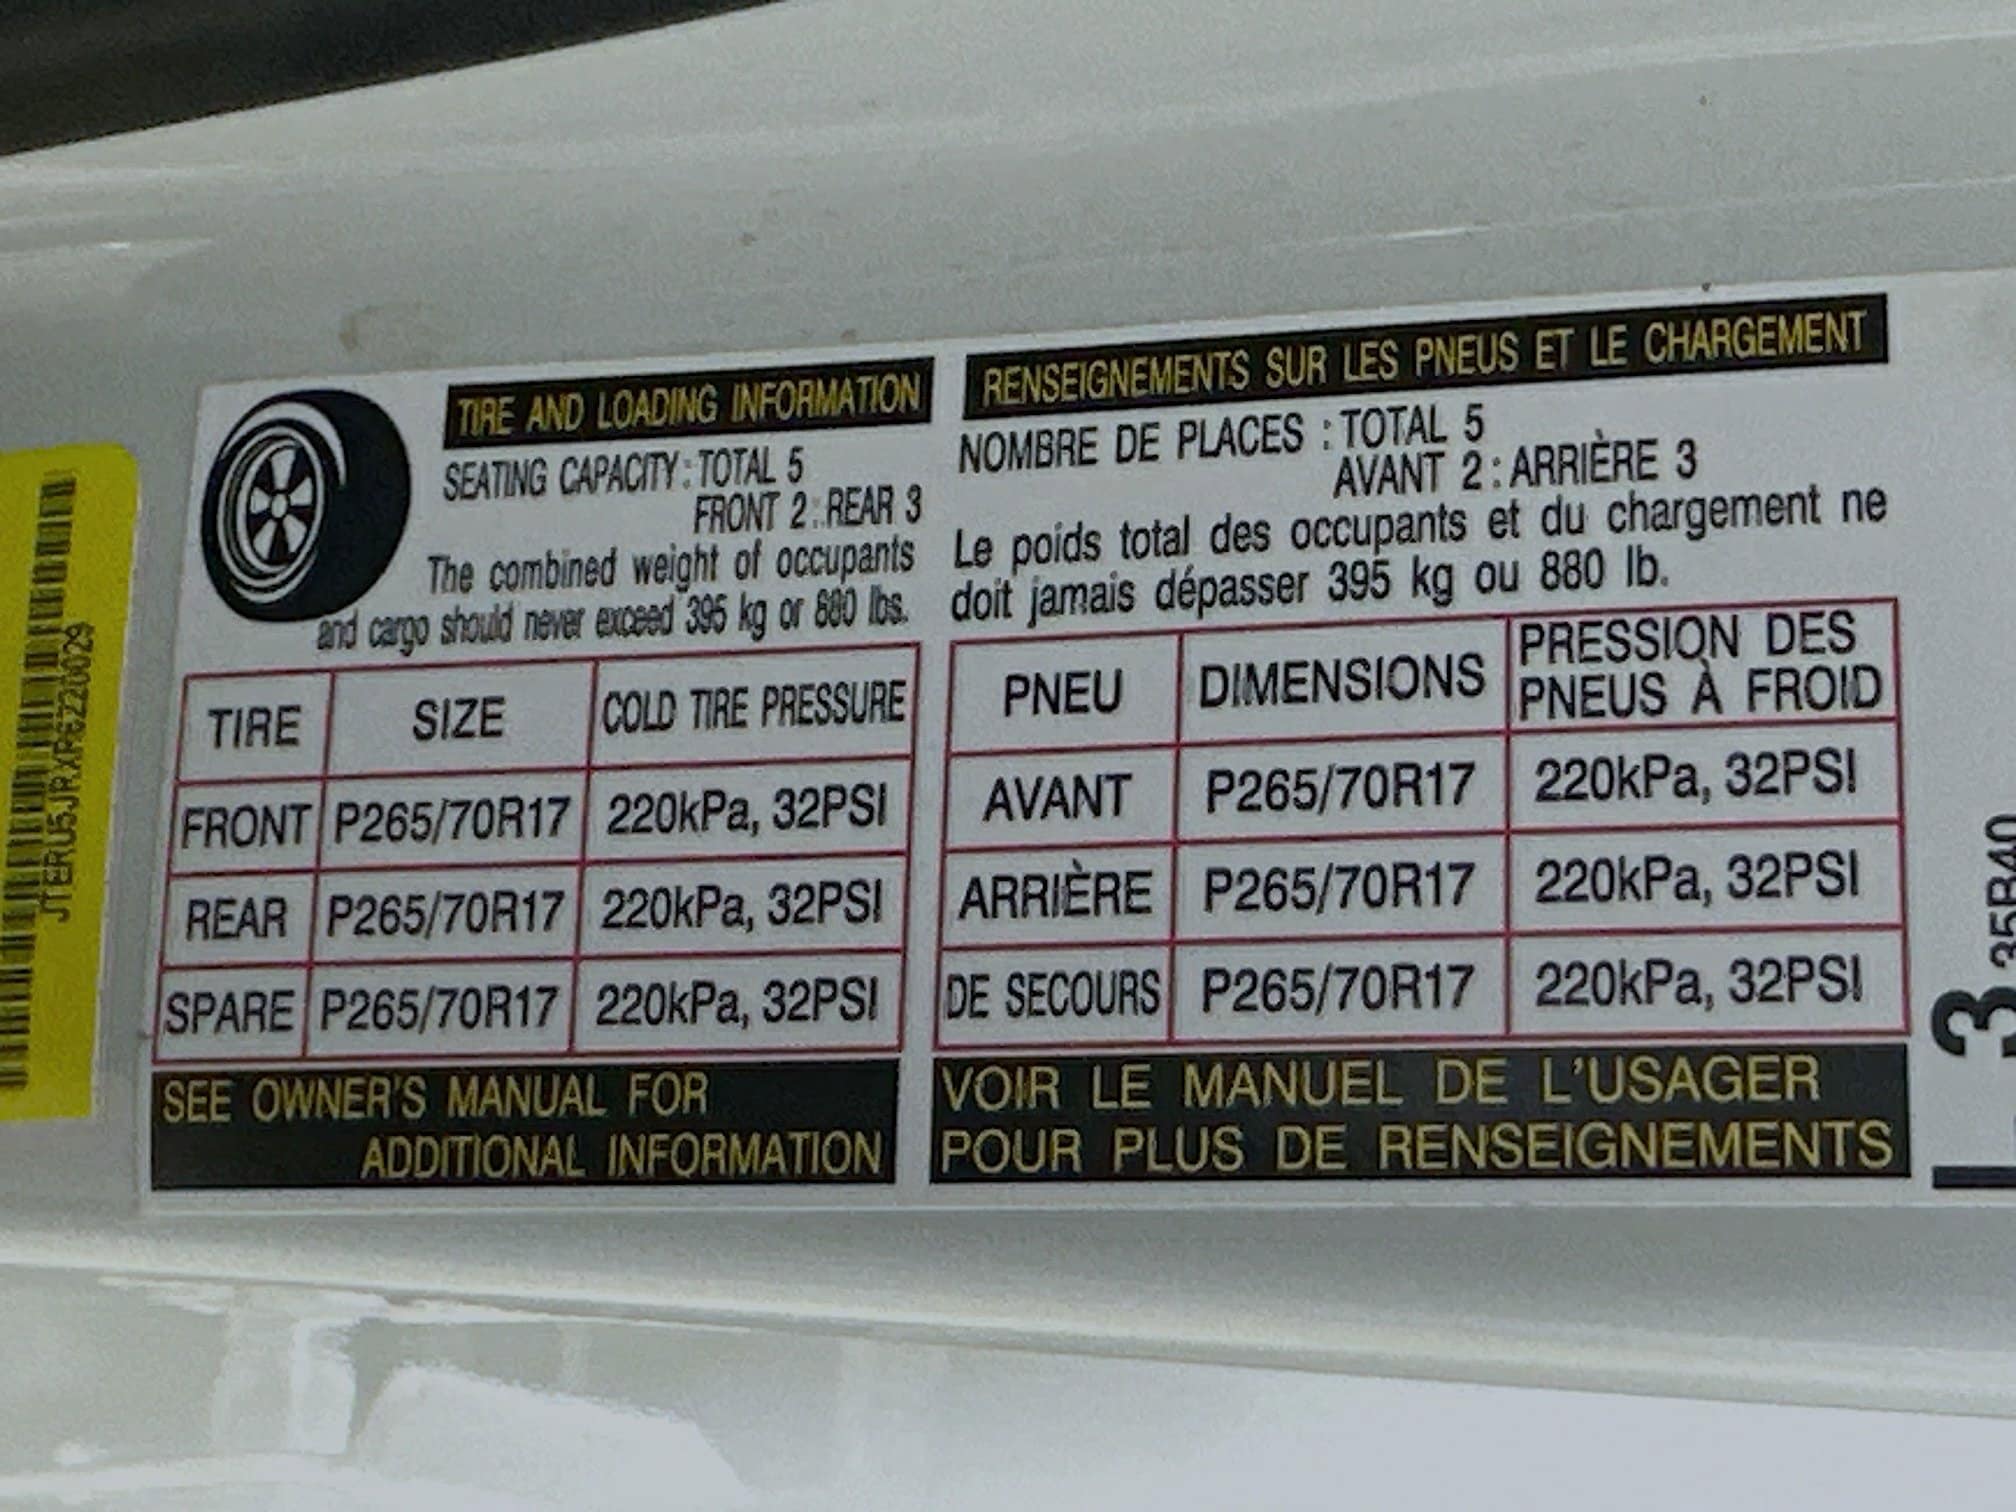 TIRE AND LOADING INFORMATION
SEATING CAPACITY : TOTAL 5
FRONT 2 : REAR 3
The combined weight of occupants
and cargo should never exceed 395 kg or 880 lbs.
TIRE SIZE COLD TIRE PRESSURE
FRONT P265/70R17 220kPa, 32PSI
REAR P265/70R17 220kPa, 32PSI
SPARE P265/70R17 220kPa, 32PSI
SEE OWNER'S MANUAL FOR
ADDITIONAL INFORMATION
RENSEIGNEMENTS SUR LES PNEUS ET LE CHARGEMENT
NOMBRE DE PLACES : TOTAL 5
AVANT 2 : ARRIÈRE 3
Le poids total des occupants et du chargement ne
doit jamais dépasser 395 kg ou 880 lb.
PNEU DIMENSIONS PRESSION DES
PNEUS À FROID
AVANT P265/70R17 220kPa, 32PSI
ARRIÈRE P265/70R17 220kPa, 32PSI
DE SECOURS P265/70R17 220kPa, 32PSI
VOIR LE MANUEL DE L'USAGER
POUR PLUS DE RENSEIGNEMENTS
3